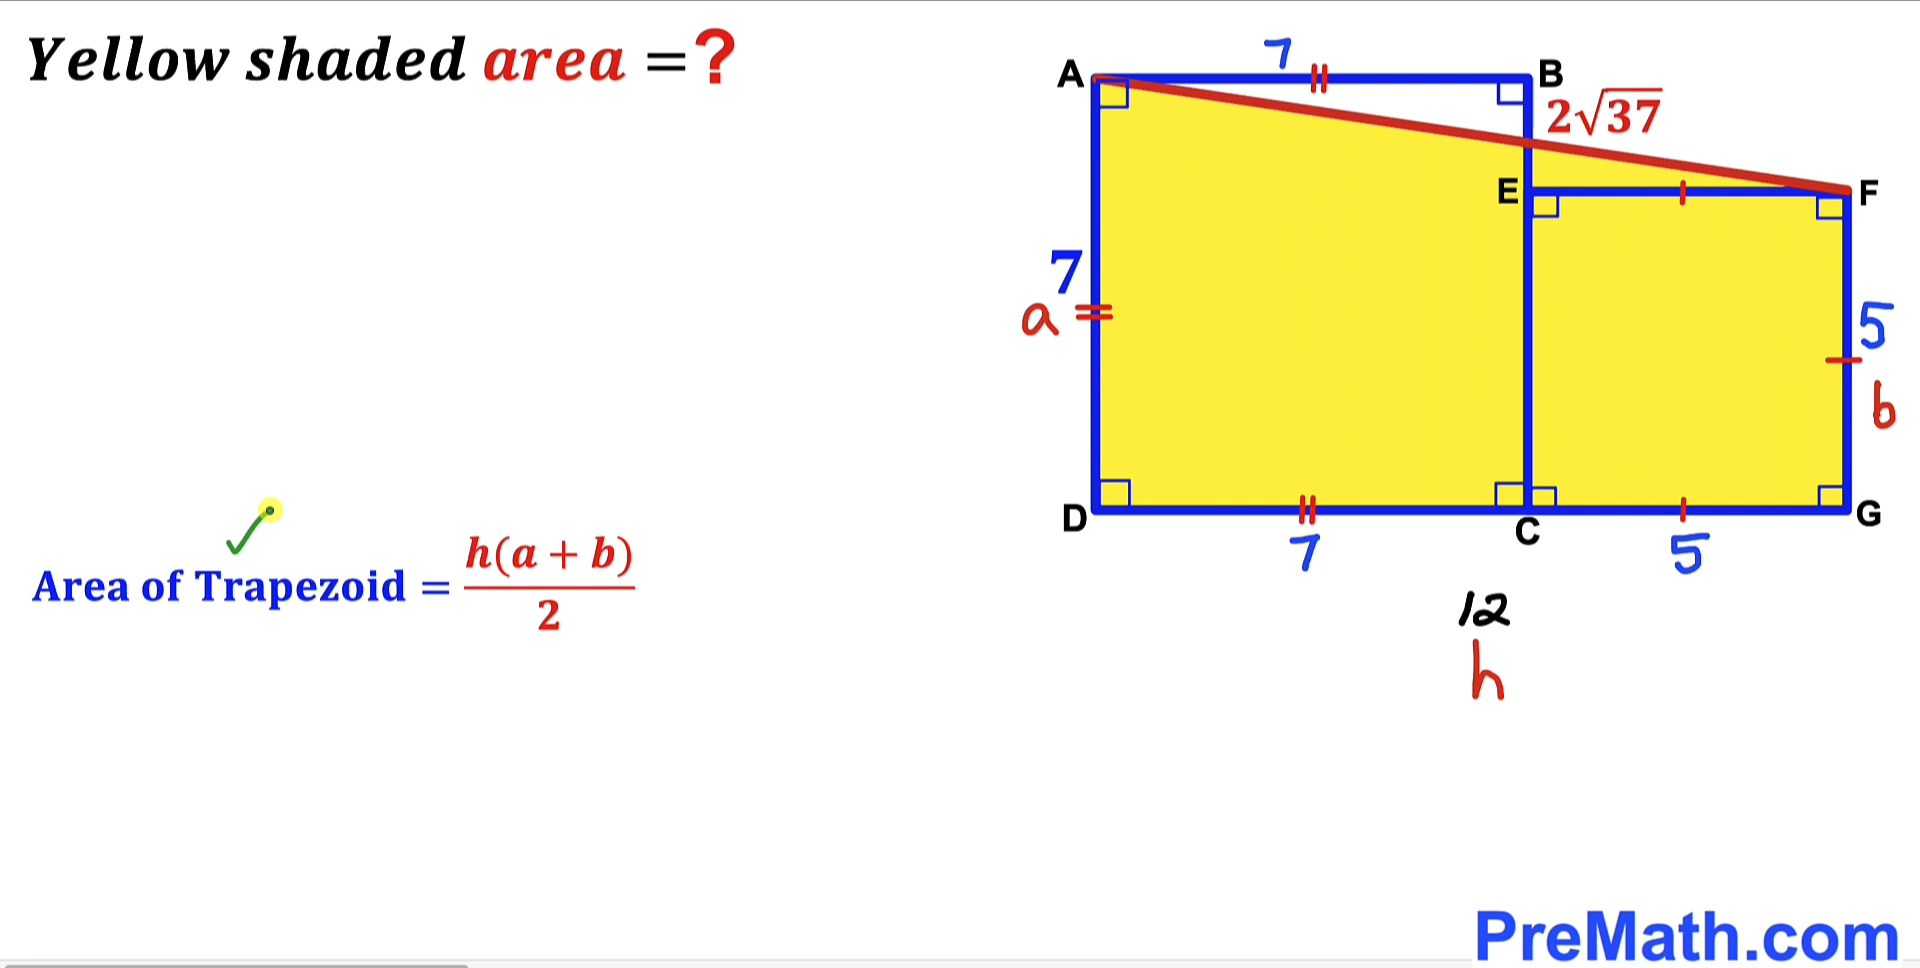 Yellow shaded area = ?
7
A
B
2√37
E
F
7
a
5
b
D
C
G
7
5
12
h
Area of Trapezoid = h(a + b)
2
PreMath.com